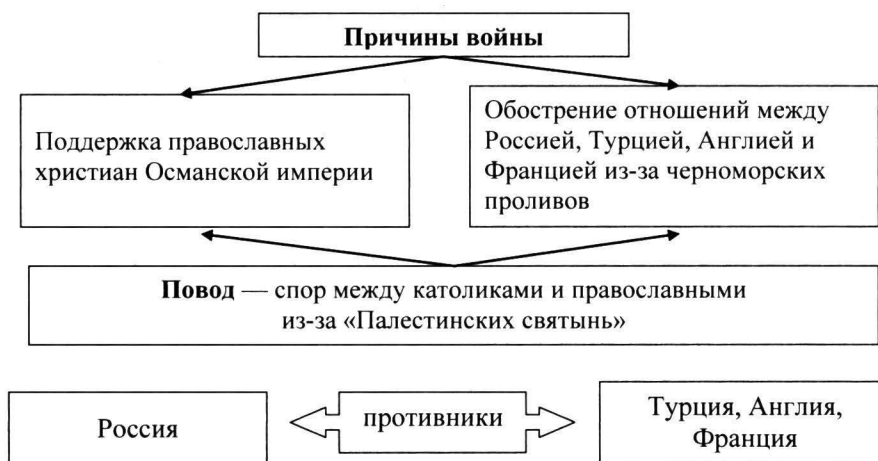 Причины войны
Поддержка православных
христиан Османской империи
Обострение отношений между
Россией, Турцией, Англией и
Францией из-за черноморских
проливов
Повод — спор между католиками и православными
из-за «Палестинских святынь»
Россия
противники
Турция, Англия,
Франция